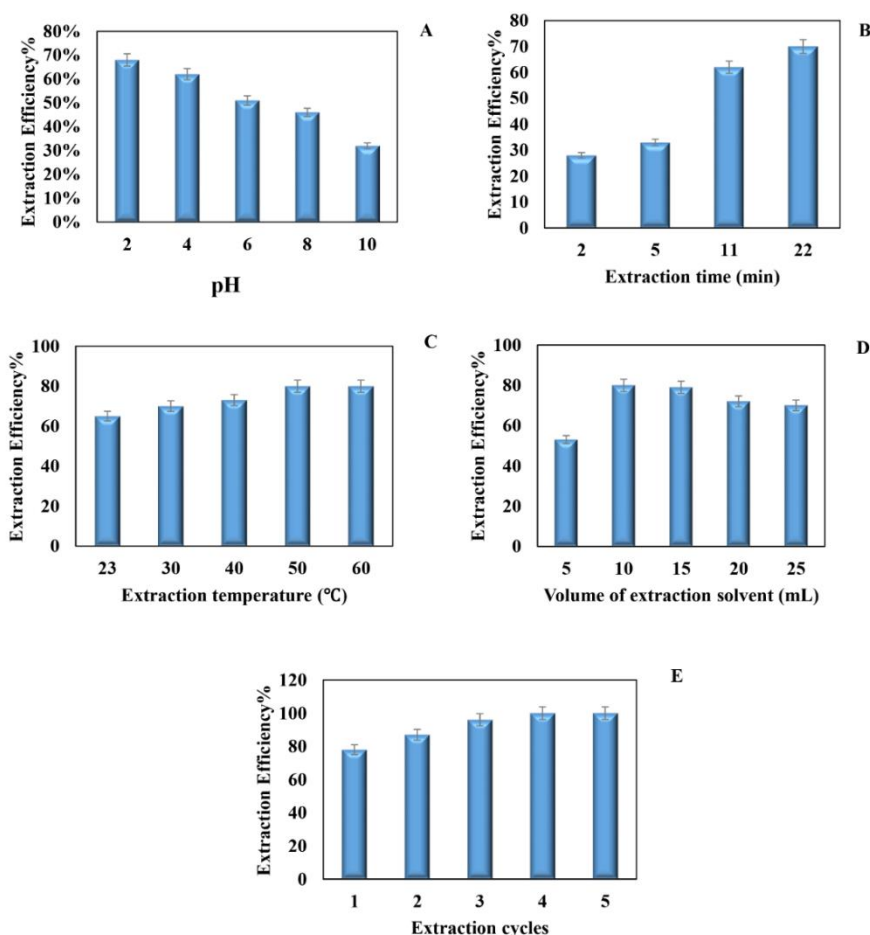 A
Extraction Efficiency%
80%
70%
60%
50%
40%
30%
20%
10%
0%
2 4 6 8 10
pH
B
Extraction Efficiency%
80
70
60
50
40
30
20
10
0
2 5 11 22
Extraction time (min)
C
Extraction Efficiency%
100
80
60
40
20
0
23 30 40 50 60
Extraction temperature (℃)
D
Extraction Efficiency%
100
80
60
40
20
0
5 10 15 20 25
Volume of extraction solvent (mL)
E
Extraction Efficiency%
120
100
80
60
40
20
0
1 2 3 4 5
Extraction cycles